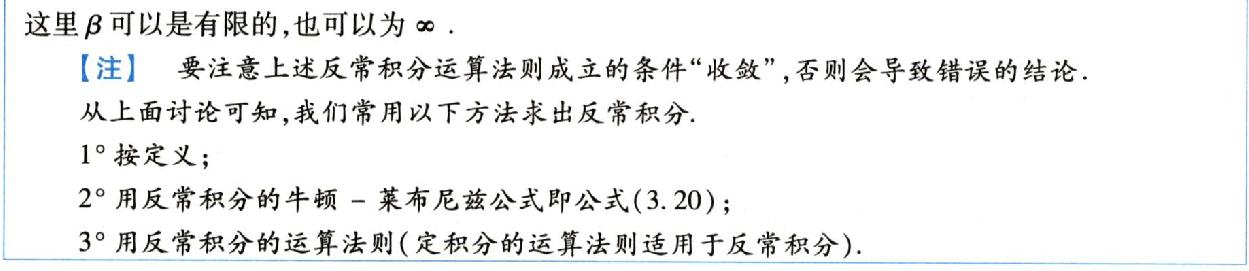 这里β可以是有限的,也可以为∞.
【注】 要注意上述反常积分运算法则成立的条件“收敛”,否则会导致错误的结论.
从上面讨论可知,我们常用以下方法求出反常积分.
1°按定义;
2°用反常积分的牛顿-莱布尼兹公式即公式(3.20);
3°用反常积分的运算法则(定积分的运算法则适用于反常积分).